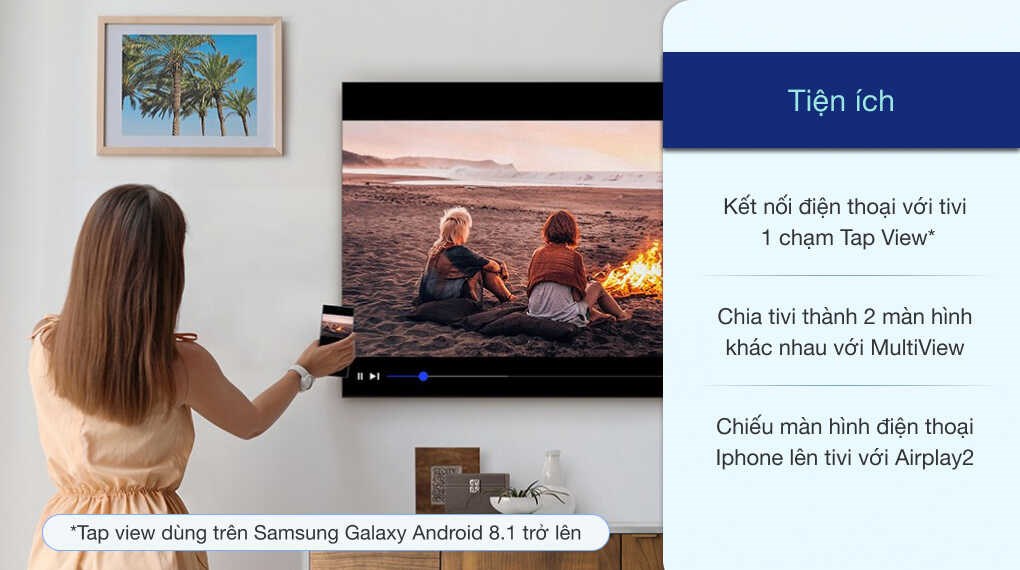 Tiện ích
Kết nối điện thoại với tivi
1 chạm Tap View*
Chia tivi thành 2 màn hình
khác nhau với MultiView
Chiếu màn hình điện thoại
Iphone lên tivi với Airplay2
*Tap view dùng trên Samsung Galaxy Android 8.1 trở lên